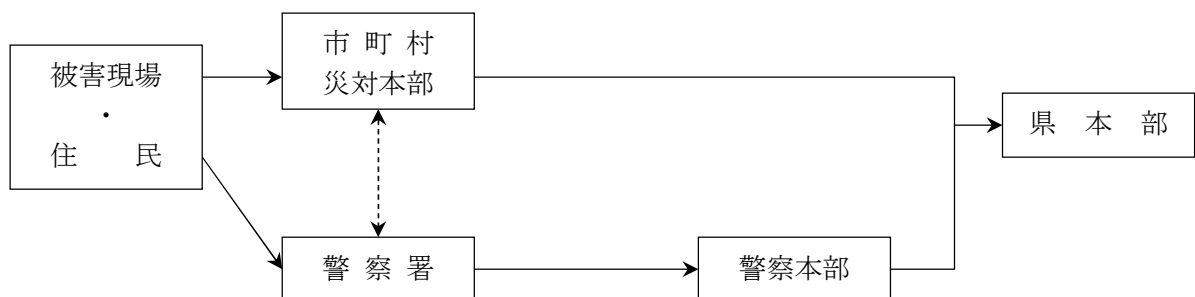 被害現場
・
住　　民
市 町 村
災対本部
県　本　部
警 察 署
警察本部